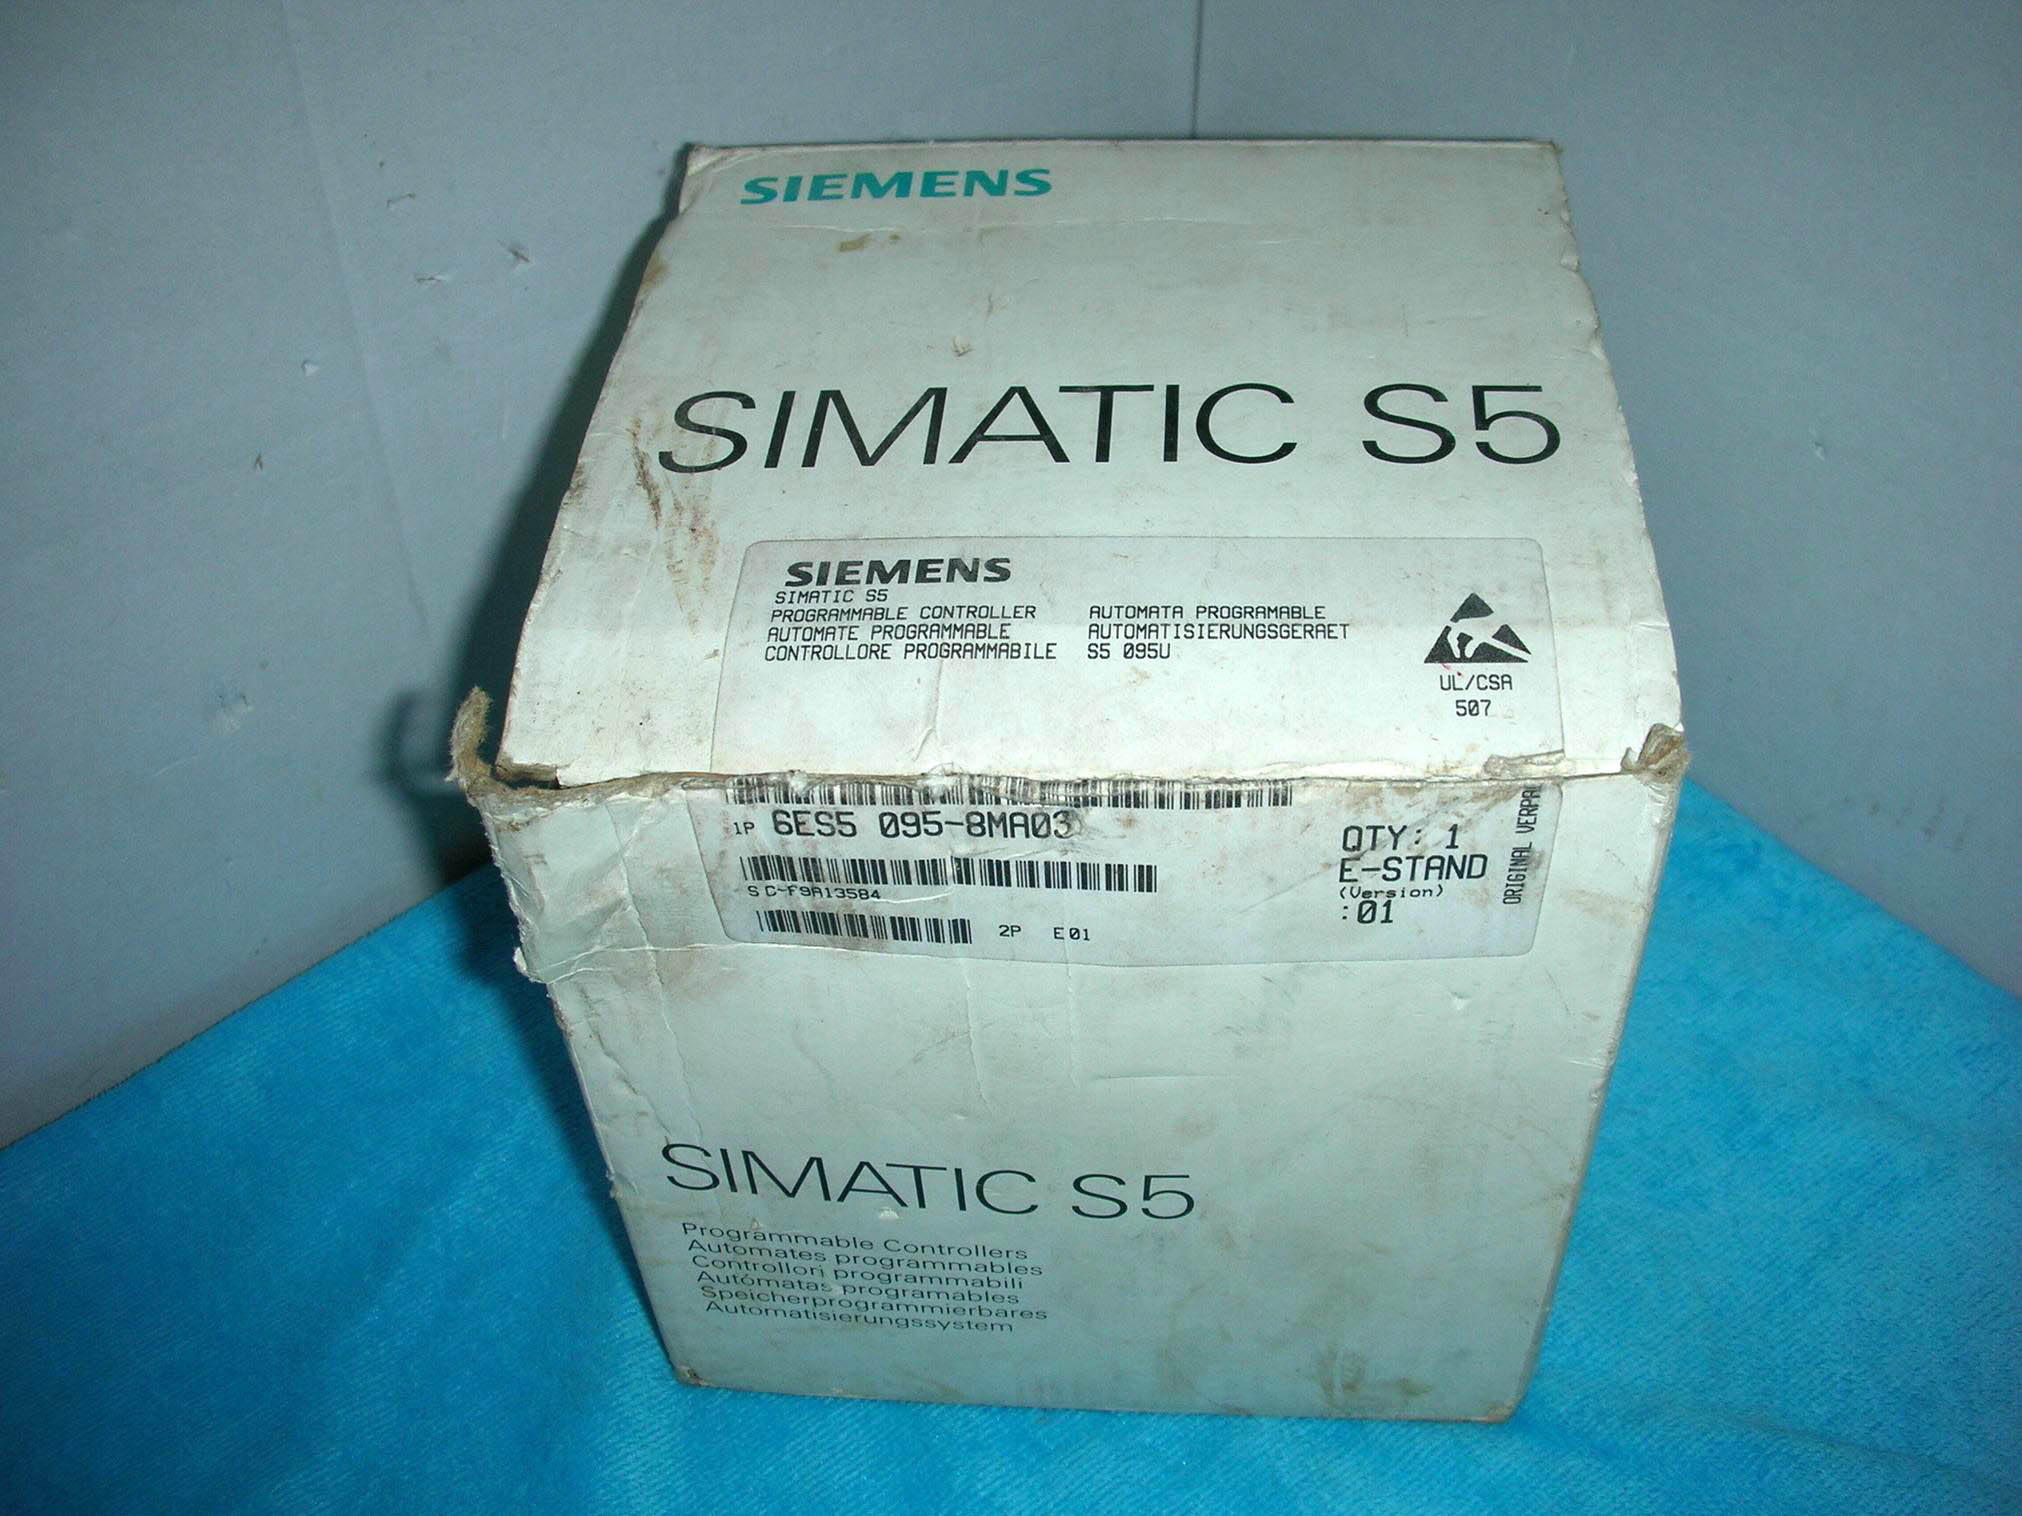 SIEMENS
SIMATIC S5
SIEMENS
SIMATIC S5
PROGRAMMABLE CONTROLLER AUTOMATA PROGRAMABLE
AUTOMATE PROGRAMMABLE AUTOMATISIERUNGSGERAET
CONTROLLORE PROGRAMMABILE S5 095U
UL/CSA
507
1P 6ES5 095-8MA03
QTY: 1
E-STAND
(Version)
:01
S C-F9A13584
2P E01
ORIGINAL
SIMATIC S5
Programmable Controllers
Automates programmables
Controllori programmabili
Autómatas programables
Speicherprogrammierbares
Automatisierungssystem